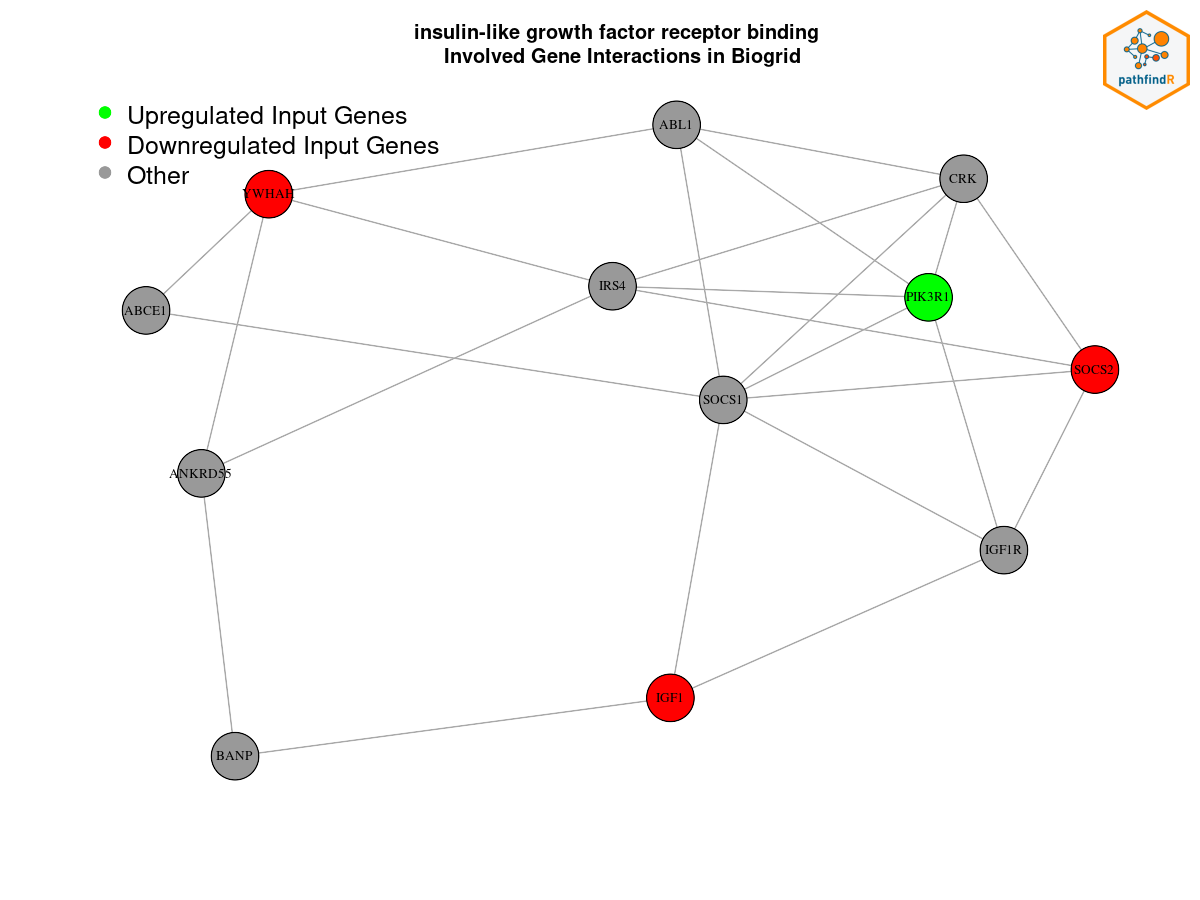 insulin-like growth factor receptor binding
Involved Gene Interactions in Biogrid
pathfindR
Upregulated Input Genes
Downregulated Input Genes
Other
ABL1
CRK
YWHAH
IRS4
PIK3R1
ABCE1
SOCS2
SOCS1
ANKRD55
IGF1R
IGF1
BANP